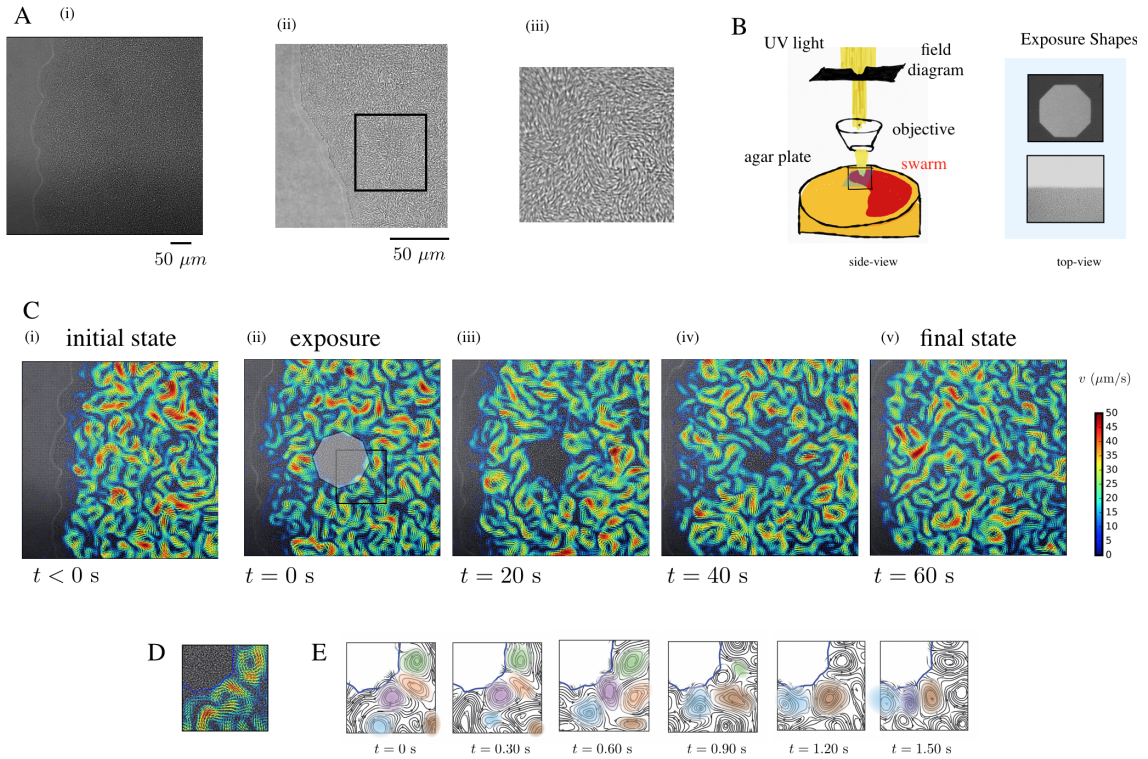 A
(i)
50 μm
(ii)
50 μm
(iii)
B
UV light
field
diagram
objective
agar plate
swarm
side-view
Exposure Shapes
top-view
C
(i) initial state
(ii) exposure
(iii)
(iv)
(v) final state
t < 0 s
t = 0 s
t = 20 s
t = 40 s
t = 60 s
v (μm/s)
50
45
40
35
30
25
20
15
10
5
0
D
E
t = 0 s
t = 0.30 s
t = 0.60 s
t = 0.90 s
t = 1.20 s
t = 1.50 s